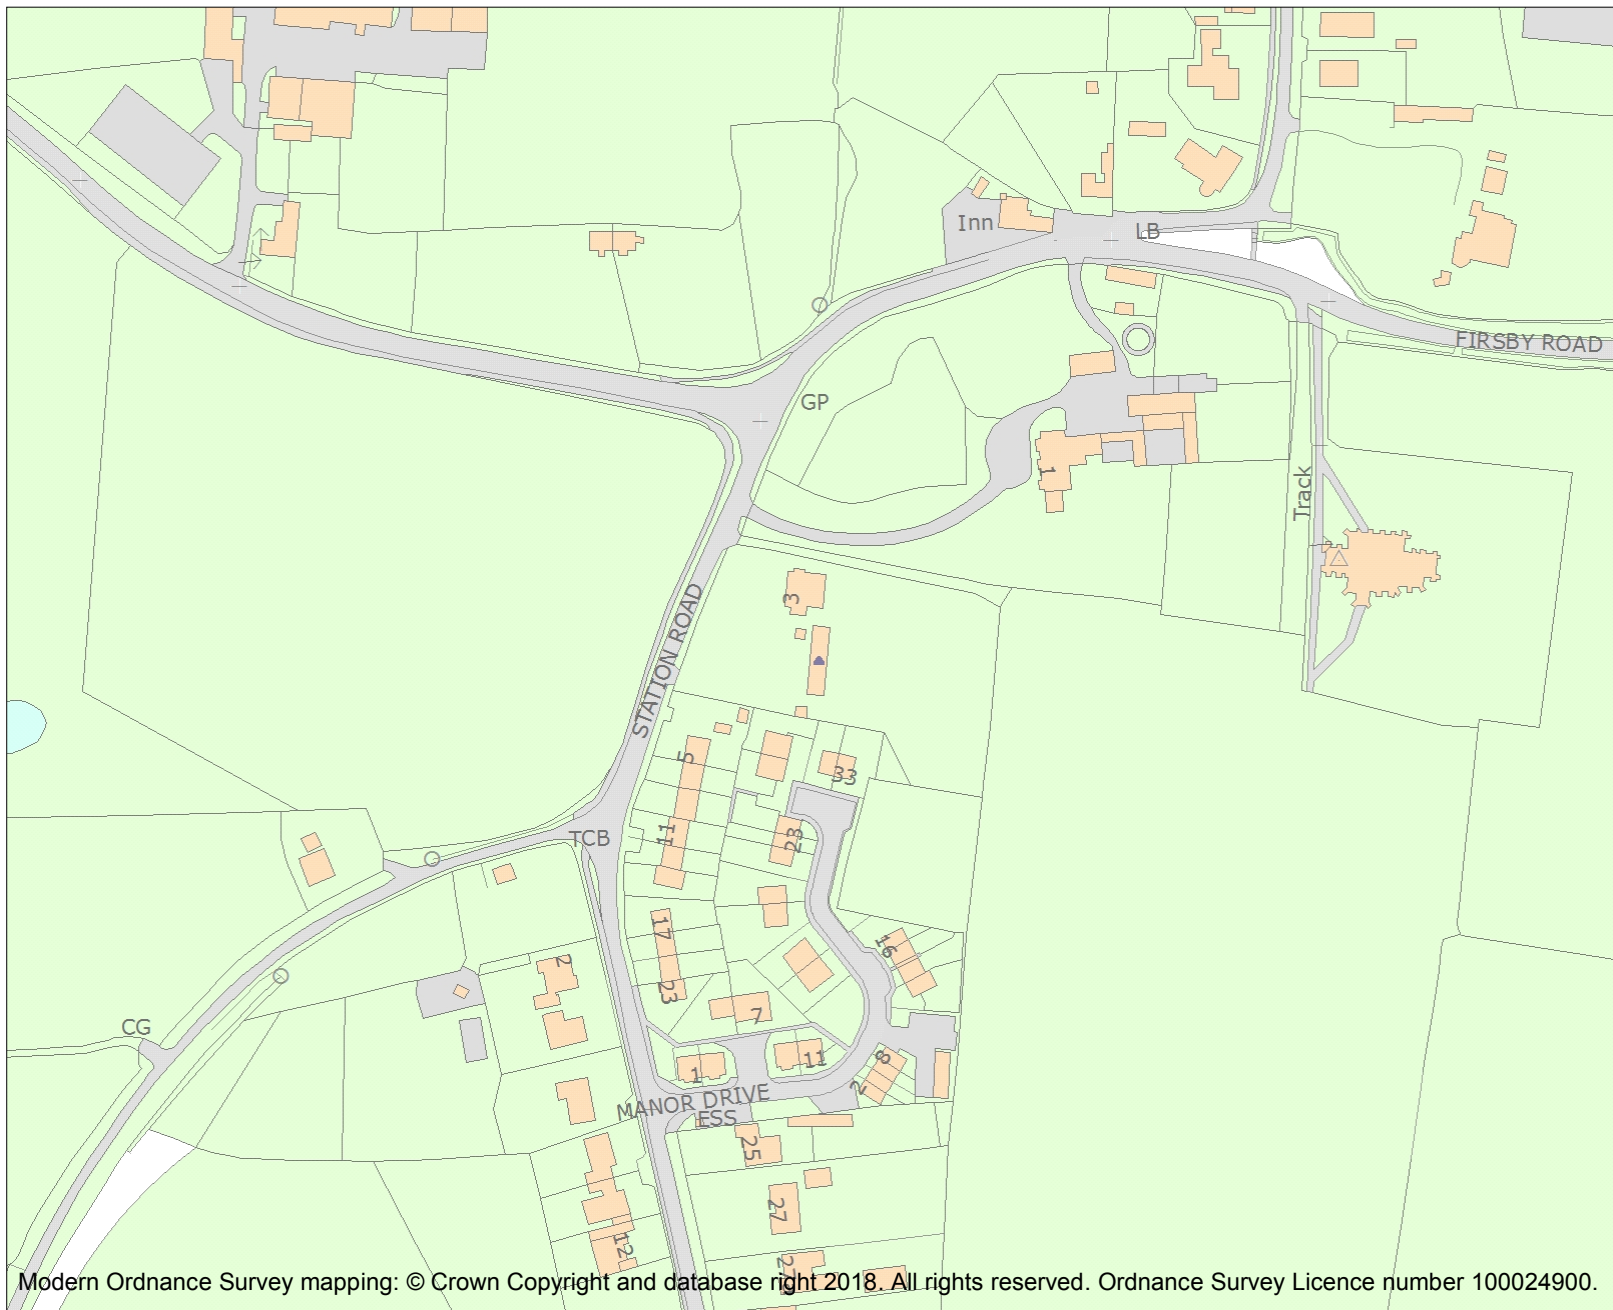 Inn
LB
FIRSBY ROAD
GP
1
Track
3
STATION ROAD
5
33
11
23
TCB
17
16
2
23
7
CG
11
8
1
2
MANOR DRIVE
ESS
25
27
12
27
Modern Ordnance Survey mapping: © Crown Copyright and database right 2018. All rights reserved. Ordnance Survey Licence number 100024900.